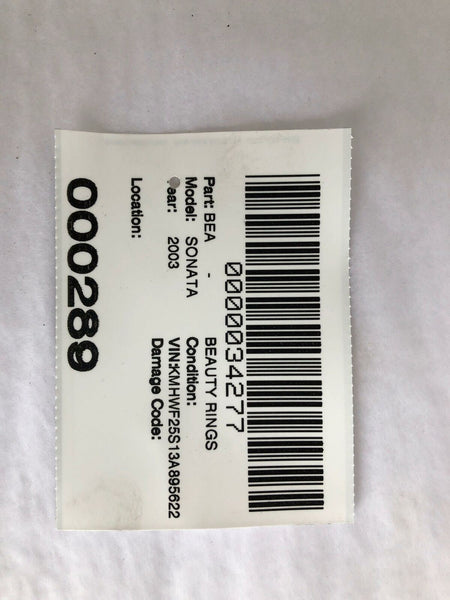 0000034277
Part: BEA - BEAUTY RINGS
Model: SONATA Condition:
ear: 2003 VIN:KMHWF25S13A895622
Damage Code:
Location:
000289